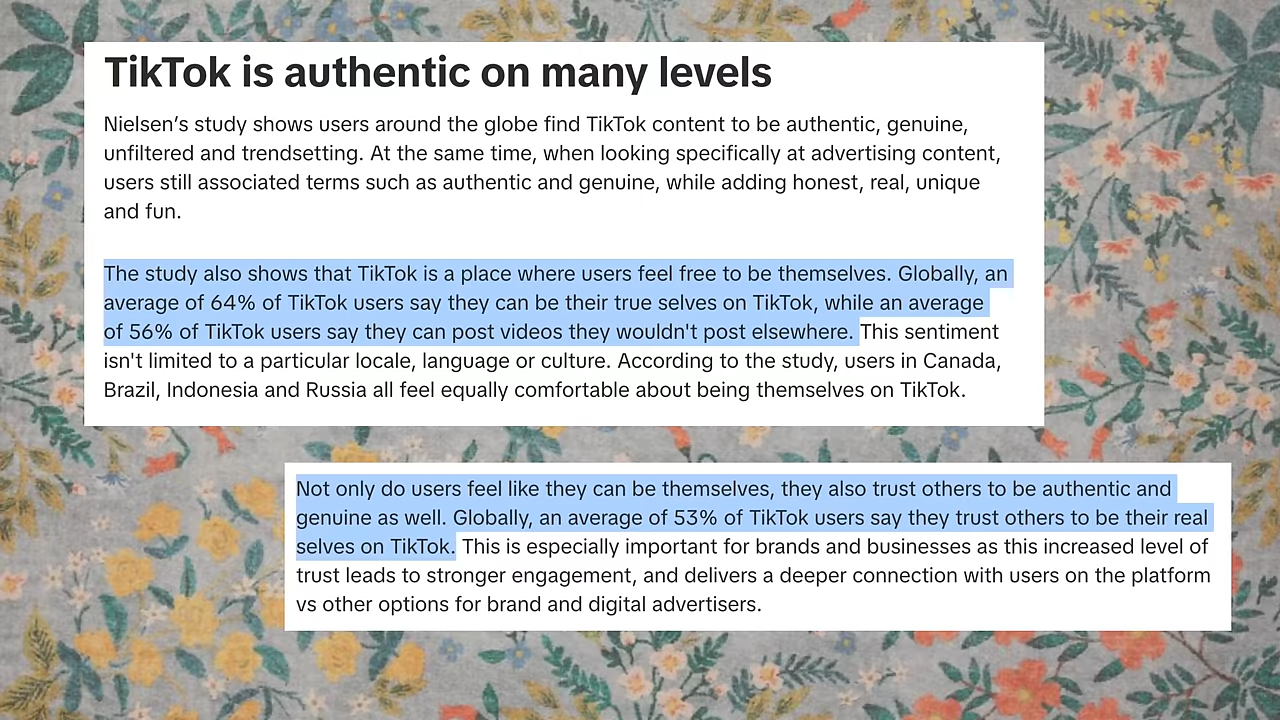 TikTok is authentic on many levels
Nielsen’s study shows users around the globe find TikTok content to be authentic, genuine,
unfiltered and trendsetting. At the same time, when looking specifically at advertising content,
users still associated terms such as authentic and genuine, while adding honest, real, unique
and fun.
The study also shows that TikTok is a place where users feel free to be themselves. Globally, an
average of 64% of TikTok users say they can be their true selves on TikTok, while an average
of 56% of TikTok users say they can post videos they wouldn't post elsewhere. This sentiment
isn't limited to a particular locale, language or culture. According to the study, users in Canada,
Brazil, Indonesia and Russia all feel equally comfortable about being themselves on TikTok.
Not only do users feel like they can be themselves, they also trust others to be authentic and
genuine as well. Globally, an average of 53% of TikTok users say they trust others to be their real
selves on TikTok. This is especially important for brands and businesses as this increased level of
trust leads to stronger engagement, and delivers a deeper connection with users on the platform
vs other options for brand and digital advertisers.